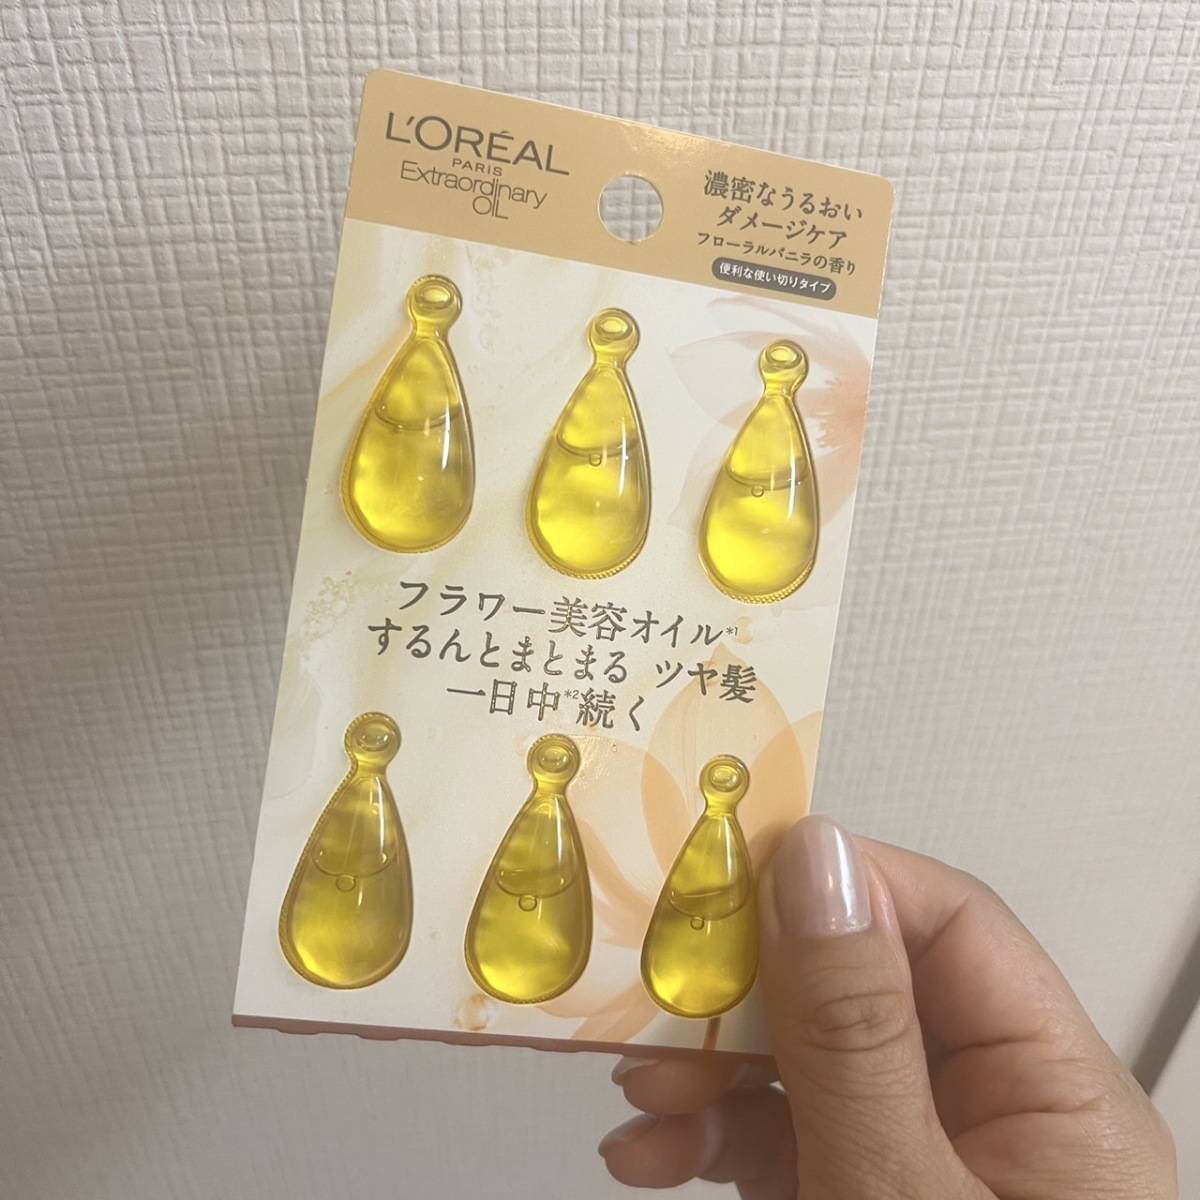 L'ORÉAL
PARIS
Extraordinary
OIL
濃密なうるおい
ダメージケア
フローラルバニラの香り
便利な使い切りタイプ
フラワー美容オイル*1
するんとまとまる ツヤ髪
一日中*2続く